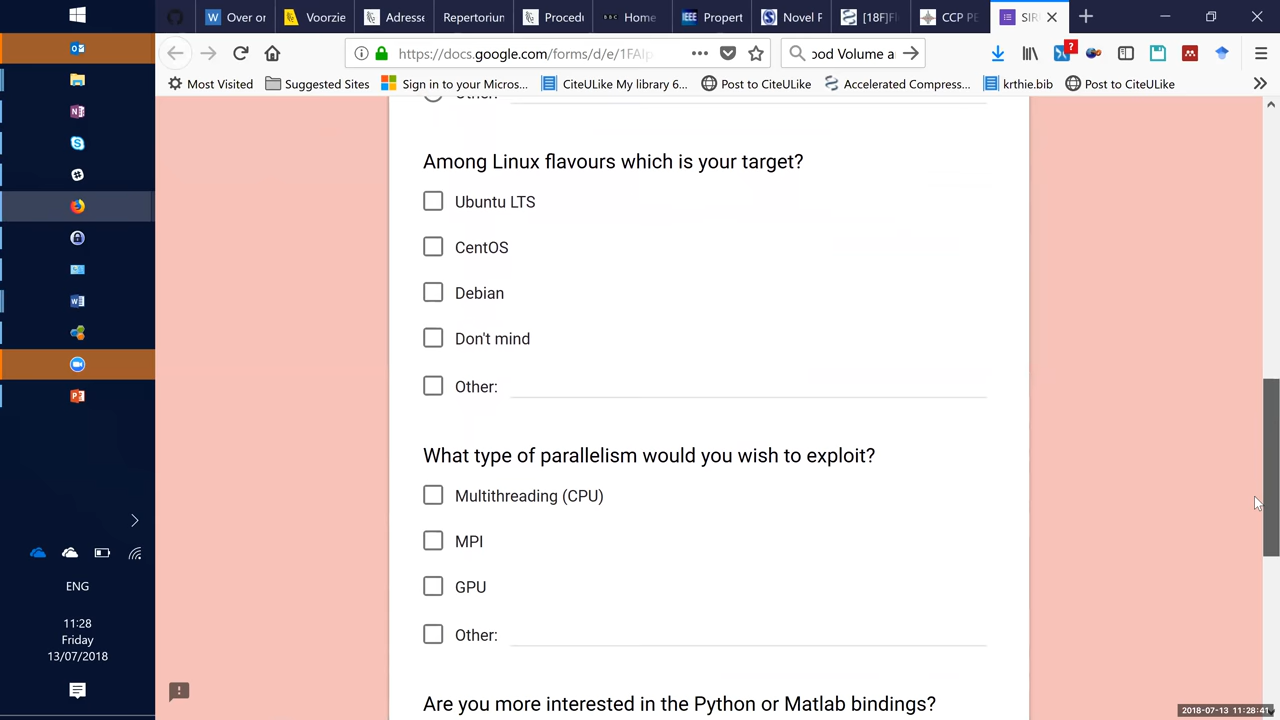 Over or
Voorzie
Adresse
Repertorium
Procedu
Home
IEEE Propert
Novel P
[18F]Fl
CCP PE
SIR
https://docs.google.com/forms/d/e/1FAIp
ood Volume a
?
Most Visited
Suggested Sites
Sign in to your Micros...
CiteULike My library 6...
Post to CiteULike
Accelerated Compress...
krthie.bib
Post to CiteULike
Other:
Among Linux flavours which is your target?
Ubuntu LTS
CentOS
Debian
Don't mind
Other:
What type of parallelism would you wish to exploit?
Multithreading (CPU)
MPI
GPU
Other:
Are you more interested in the Python or Matlab bindings?
ENG
11:28
Friday
13/07/2018
2018-07-13 11:28:41